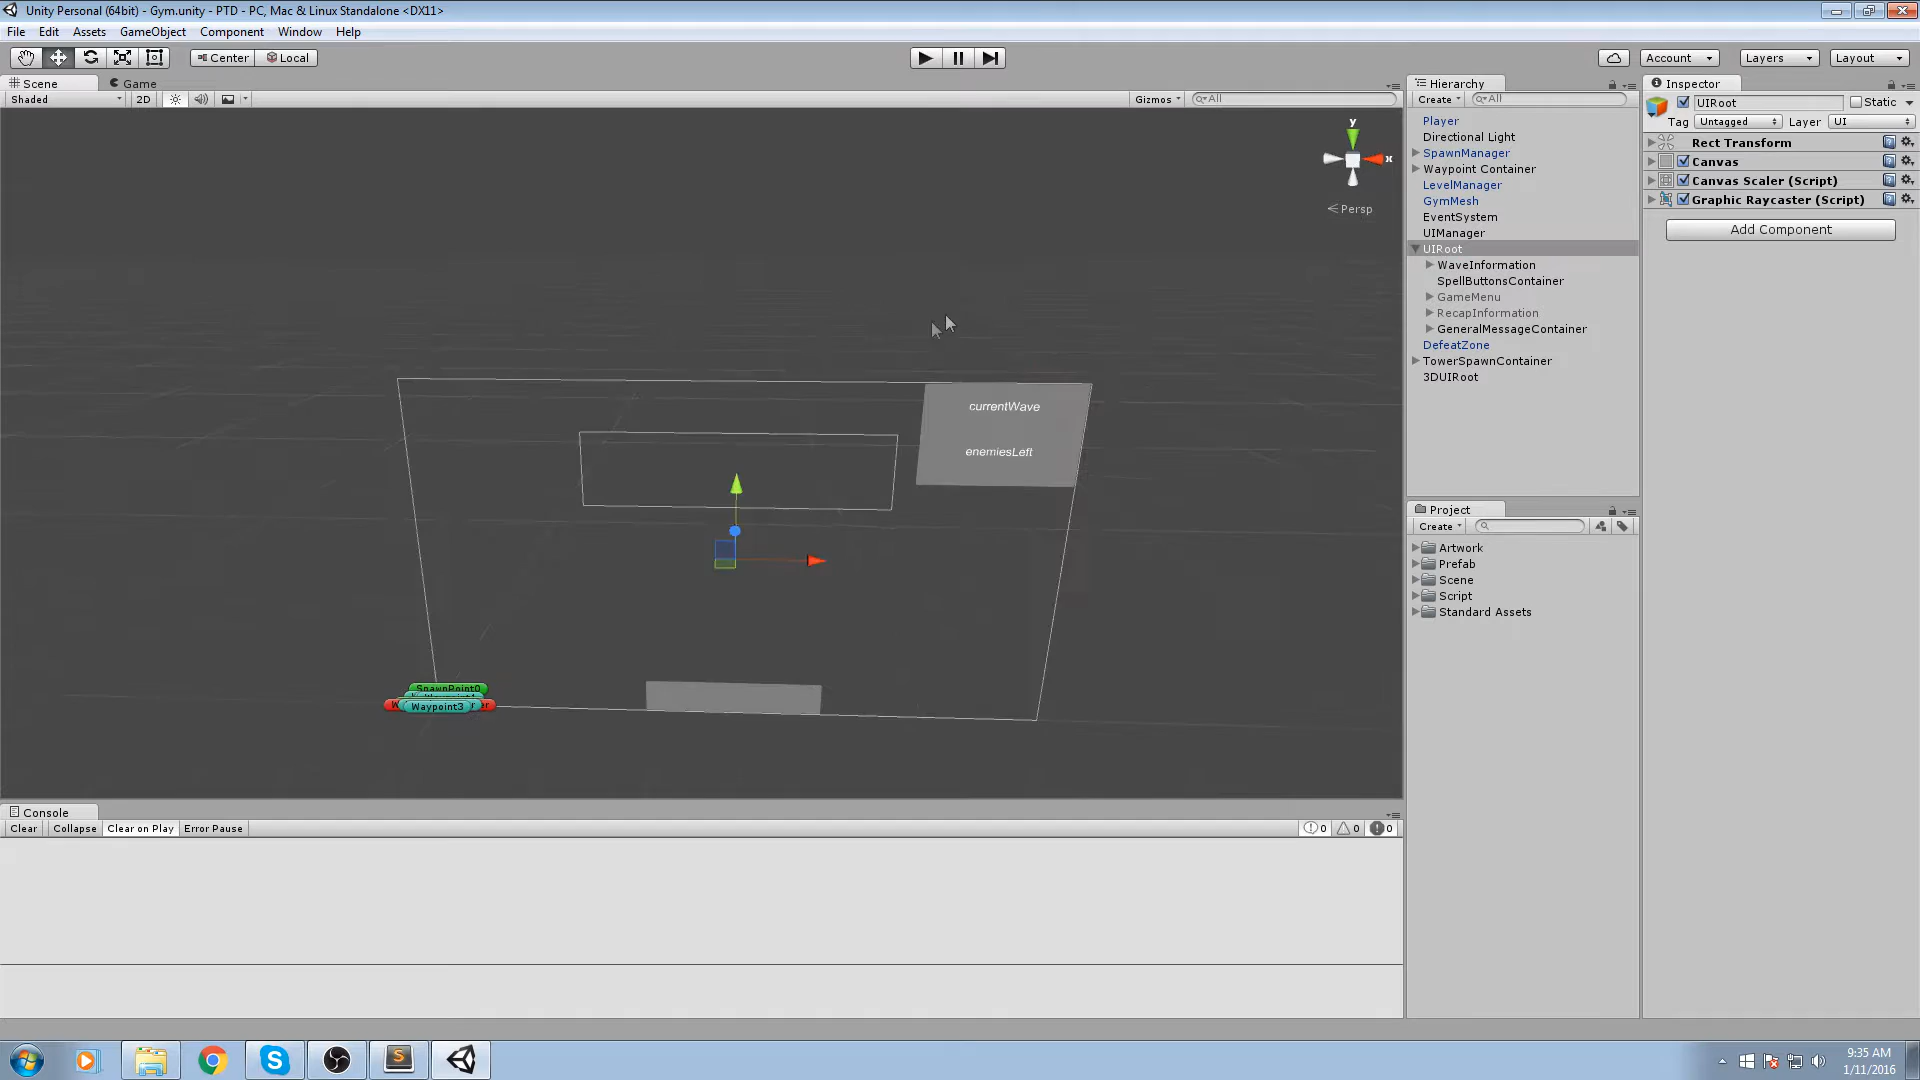 Unity Personal (64bit) - Gym.unity - PTD - PC, Mac & Linux Standalone <DX11>
File Edit Assets GameObject Component Window Help
Center Local
Account Layers Layout
Scene Game
Shaded 2D Gizmos All
y
x
Persp
currentWave
enemiesLeft
SpawnPoint0
Waypoint3
Hierarchy
Create All
Player
Directional Light
SpawnManager
Waypoint Container
LevelManager
GymMesh
EventSystem
UIManager
UIRoot
WaveInformation
SpellButtonsContainer
GameMenu
RecapInformation
GeneralMessageContainer
DefeatZone
TowerSpawnContainer
3DUIRoot
Project
Create
Artwork
Prefab
Scene
Script
Standard Assets
Inspector
UIRoot Static
Tag Untagged Layer UI
Rect Transform
Canvas
Canvas Scaler (Script)
Graphic Raycaster (Script)
Add Component
Console
Clear Collapse Clear on Play Error Pause 0 0 0
9:35 AM
1/11/2016